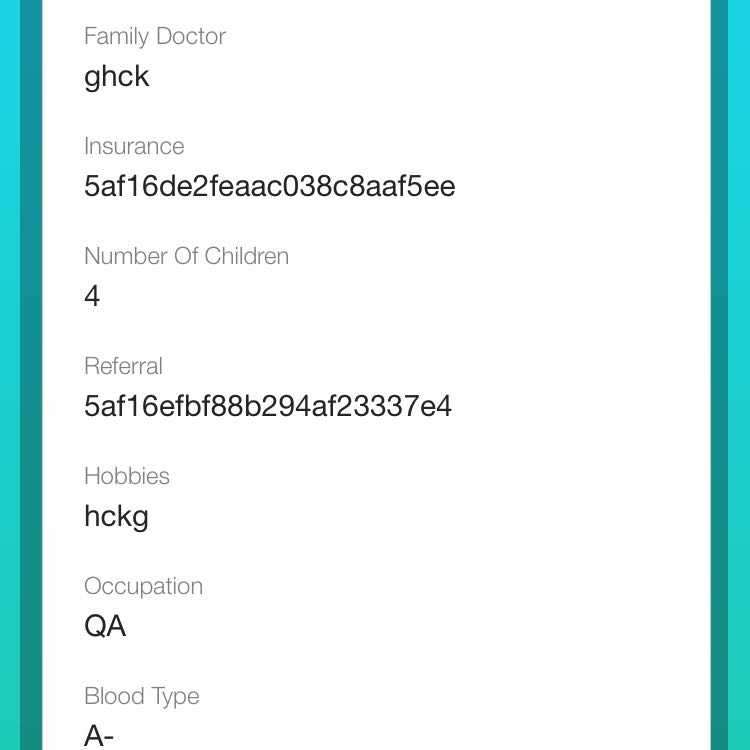 Family Doctor
ghck
Insurance
5af16de2feaac038c8aaf5ee
Number Of Children
4
Referral
5af16efbf88b294af23337e4
Hobbies
hckg
Occupation
QA
Blood Type
A-